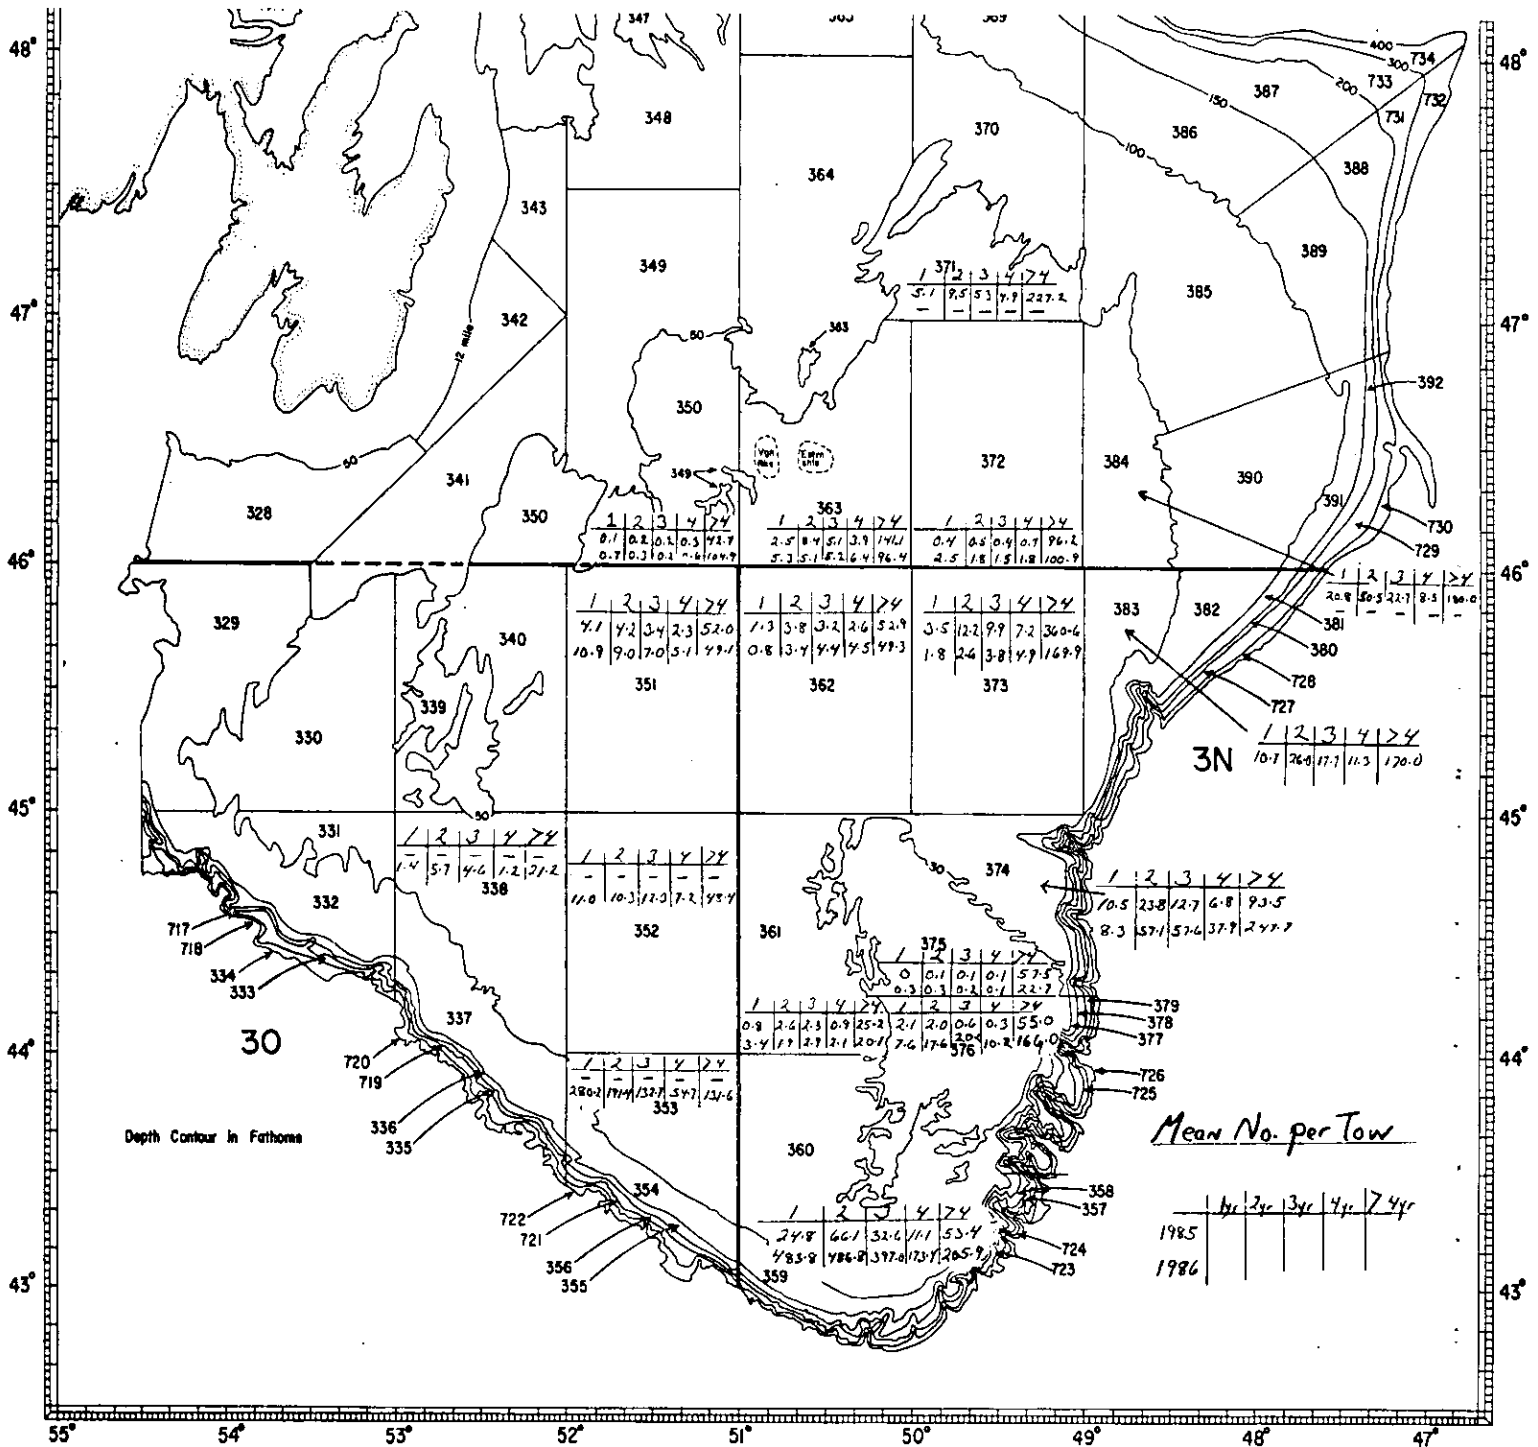 347
363
369
48°
400
300
734
48°
200
733
387
732
731
150
348
370
386
100
388
364
343
389
349
371
1 2 3 4 >4
5.1 9.5 5.3 4.9 227.2
— — — — —
385
47°
342
47°
12 mile
50
363
392
350
372
384
390
349
391
341
50
328
350
730
729
363
1 2 3 4 >4
0.1 0.2 0.2 0.3 42.7
0.7 0.3 0.2 104.9
1 2 3 4 >4
2.5 8.4 5.1 3.9 141.1
5.3 5.1 5.2 6.4 96.4
1 2 3 4 >4
0.4 0.5 0.4 0.7 96.2
2.5 1.8 1.5 1.8 100.9
46°
46°
1 2 3 4 >4
20.8 50.5 22.7 8.5 180.0
— — — — —
329
340
383
382
381
380
728
727
1 2 3 4 >4
4.1 4.2 3.4 2.3 52.0
10.9 9.0 7.0 5.1 49.1
351
1 2 3 4 >4
1.3 3.8 3.2 2.6 52.9
0.8 3.4 4.4 4.5 49.3
362
1 2 3 4 >4
3.5 12.2 9.9 7.2 360.6
1.8 2.6 3.8 4.9 169.9
373
339
330
3N
1 2 3 4 >4
10.7 26.0 17.7 11.3 170.0
45°
50
45°
331
1 2 3 4 >4
— — — — —
1.4 5.7 4.6 1.2 21.2
338
1 2 3 4 >4
— — — — —
11.0 10.3 12.0 7.2 48.4
352
30
374
1 2 3 4 >4
10.5 23.8 12.7 6.8 93.5
8.3 57.1 57.6 37.9 247.7
332
717
718
334
333
361
375
1 2 3 4 >4
0 0.1 0.1 0.1 57.5
0.3 0.3 0.2 0.1 22.7
1 2 3 4 >4
0.8 2.6 2.3 0.9 25.2
3.4 1.9 2.9 2.1 20.1
1 2 3 4 >4
2.1 2.0 0.6 0.3 55.0
7.6 17.6 20.0 10.2 166.0
376
379
378
377
30
337
44°
44°
720
719
1 2 3 4 >4
— — — — —
280.2 191.4 132.7 54.7 131.6
353
726
725
336
335
Depth Contour in Fathoms
360
Mean No. per Tow
354
358
357
722
721
356
355
1 2 3 4 >4
24.8 66.1 32.6 11.1 53.4
483.8 486.8 397.0 173.9 205.9
359
724
723
1yr 2yr 3yr 4yr >4yr
1985
1986
43°
43°
55° 54° 53° 52° 51° 50° 49° 48° 47°